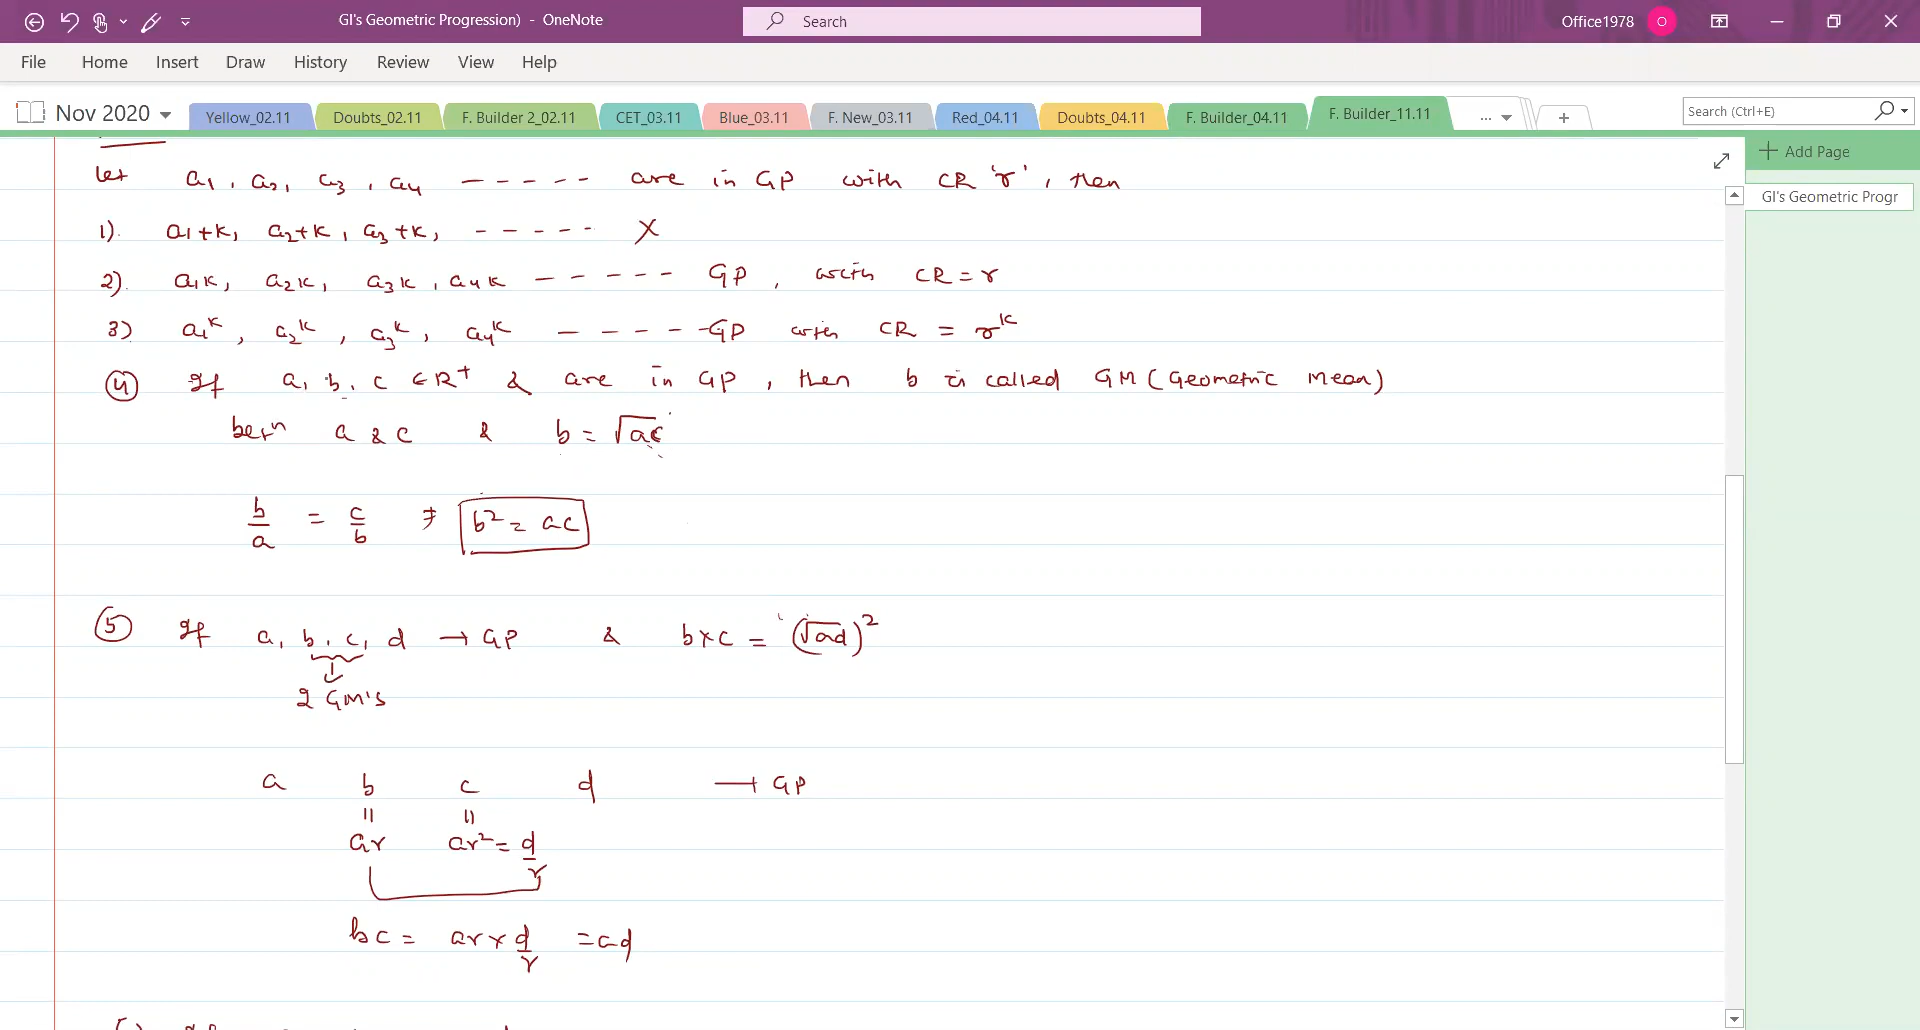 GI's Geometric Progression) - OneNote
Search
Office1978
O
File Home Insert Draw History Review View Help
Nov 2020
Yellow_02.11 Doubts_02.11 F. Builder 2_02.11 CET_03.11 Blue_03.11 F. New_03.11 Red_04.11 Doubts_04.11 F. Builder_04.11 F. Builder_11.11 ... +
Search (Ctrl+E)
Add Page
GI's Geometric Progr
let a1, a2, a3, a4 ------ are in GP with CR 'r', then
1). a1+k, a2+k, a3+k, ------ X
2). a1k, a2k, a3k, a4k ------ GP, with CR = r
3) a1^k, a2^k, a3^k, a4^k ------ GP with CR = r^k
④ If a, b, c ∈ R⁺ & are in GP, then b is called GM (Geometric Mean)
betn a & c & b = √ac
b/a = c/b ⇒ b² = ac
⑤ If a, b, c, d → GP & b×c = (√ad)²
2 GM's
a b c d → GP
|| ||
ar ar² = d/r
bc = ar × d/r = ad